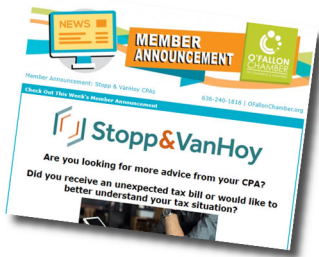 NEWS
MEMBER
ANNOUNCEMENT
O'FALLON
CHAMBER
Member Announcement: Stopp & VanHoy CPAs
636-240-1818 | OFallonChamber.org
Check Out This Week's Member Announcement
Stopp&VanHoy
Are you looking for more advice from your CPA?
Did you receive an unexpected tax bill or would like to
better understand your tax situation?